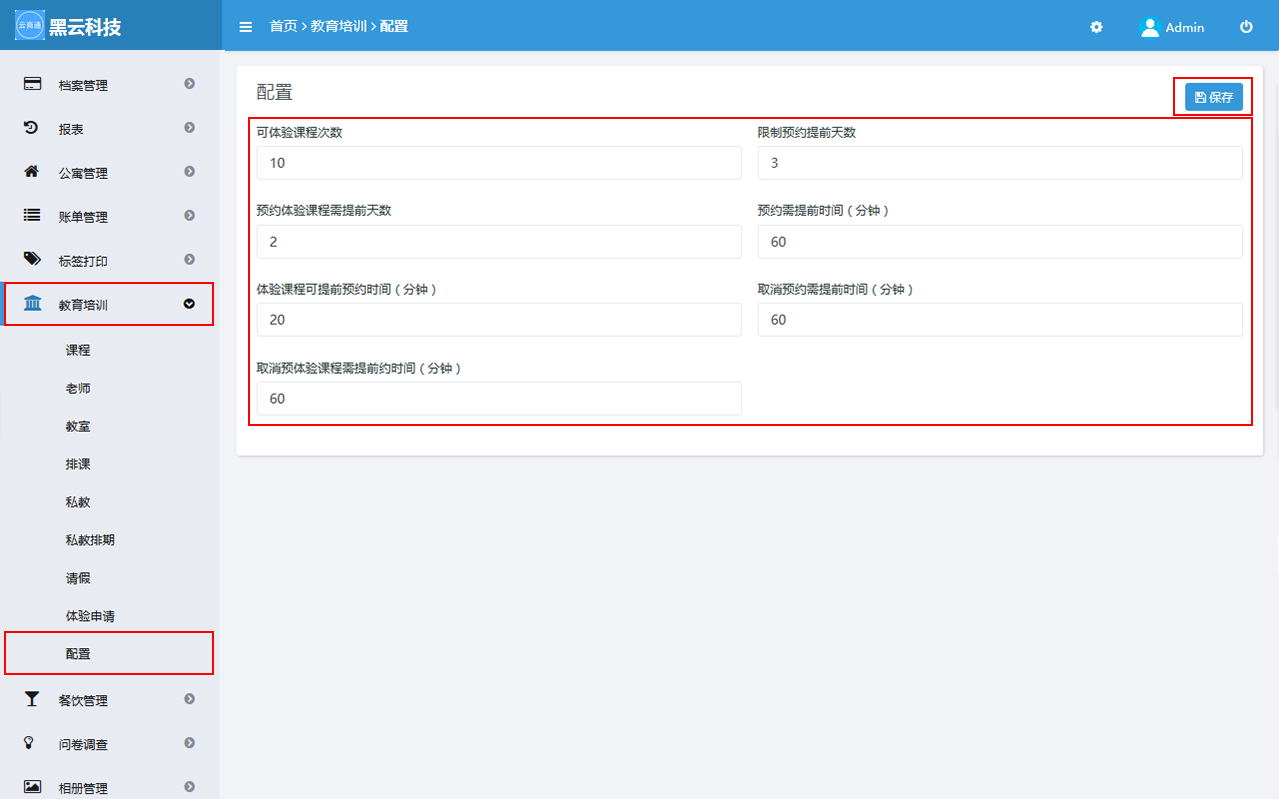 云商通
黑云科技
首页 > 教育培训 > 配置
Admin
档案管理
报表
公寓管理
账单管理
标签打印
教育培训
课程
老师
教室
排课
私教
私教排期
请假
体验申请
配置
餐饮管理
问卷调查
相册管理
配置
保存
可体验课程次数
10
限制预约提前天数
3
预约体验课程需提前天数
2
预约需提前时间（分钟）
60
体验课程可提前预约时间（分钟）
20
取消预约需提前时间（分钟）
60
取消预体验课程需提前约时间（分钟）
60